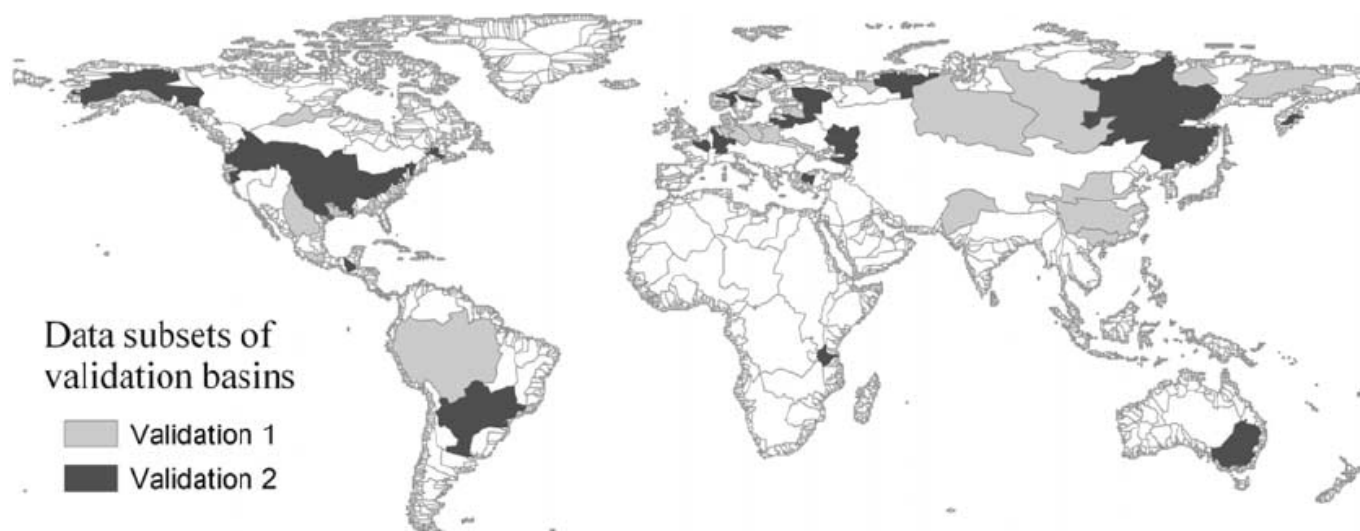 Data subsets of
validation basins
Validation 1
Validation 2